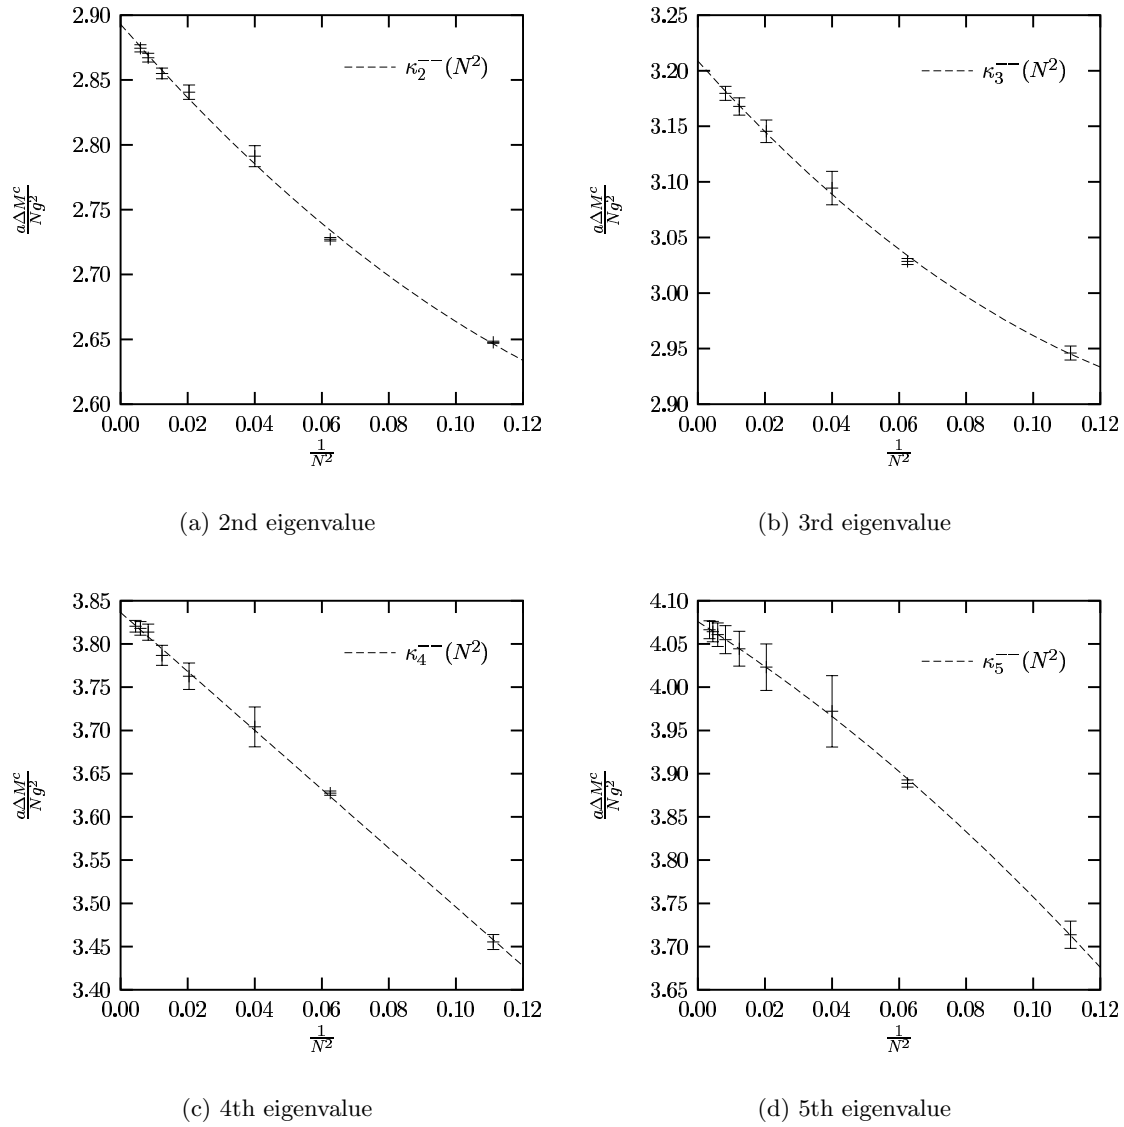 2.90
2.85
2.80
2.75
2.70
2.65
2.60
0.00 0.02 0.04 0.06 0.08 0.10 0.12
a△M^c / Ng^2
1 / N^2
κ_2^{−−}(N^2)
(a) 2nd eigenvalue
3.25
3.20
3.15
3.10
3.05
3.00
2.95
2.90
0.00 0.02 0.04 0.06 0.08 0.10 0.12
a△M^c / Ng^2
1 / N^2
κ_3^{−−}(N^2)
(b) 3rd eigenvalue
3.85
3.80
3.75
3.70
3.65
3.60
3.55
3.50
3.45
3.40
0.00 0.02 0.04 0.06 0.08 0.10 0.12
a△M^c / Ng^2
1 / N^2
κ_4^{−−}(N^2)
(c) 4th eigenvalue
4.10
4.05
4.00
3.95
3.90
3.85
3.80
3.75
3.70
3.65
0.00 0.02 0.04 0.06 0.08 0.10 0.12
a△M^c / Ng^2
1 / N^2
κ_5^{−−}(N^2)
(d) 5th eigenvalue